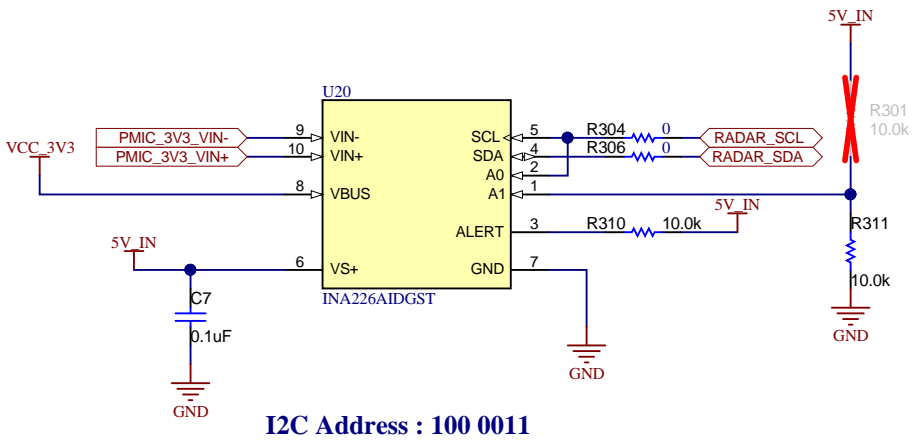 5V_IN
R301
10.0k
U20
PMIC_3V3_VIN-
9
VIN-
SCL
5
R304
0
RADAR_SCL
VCC_3V3
PMIC_3V3_VIN+
10
VIN+
SDA
4
R306
0
RADAR_SDA
A0
2
8
VBUS
A1
1
5V_IN
ALERT
3
R310
10.0k
R311
5V_IN
6
VS+
GND
7
10.0k
INA226AIDGST
C7
0.1uF
GND
GND
GND
I2C Address : 100 0011